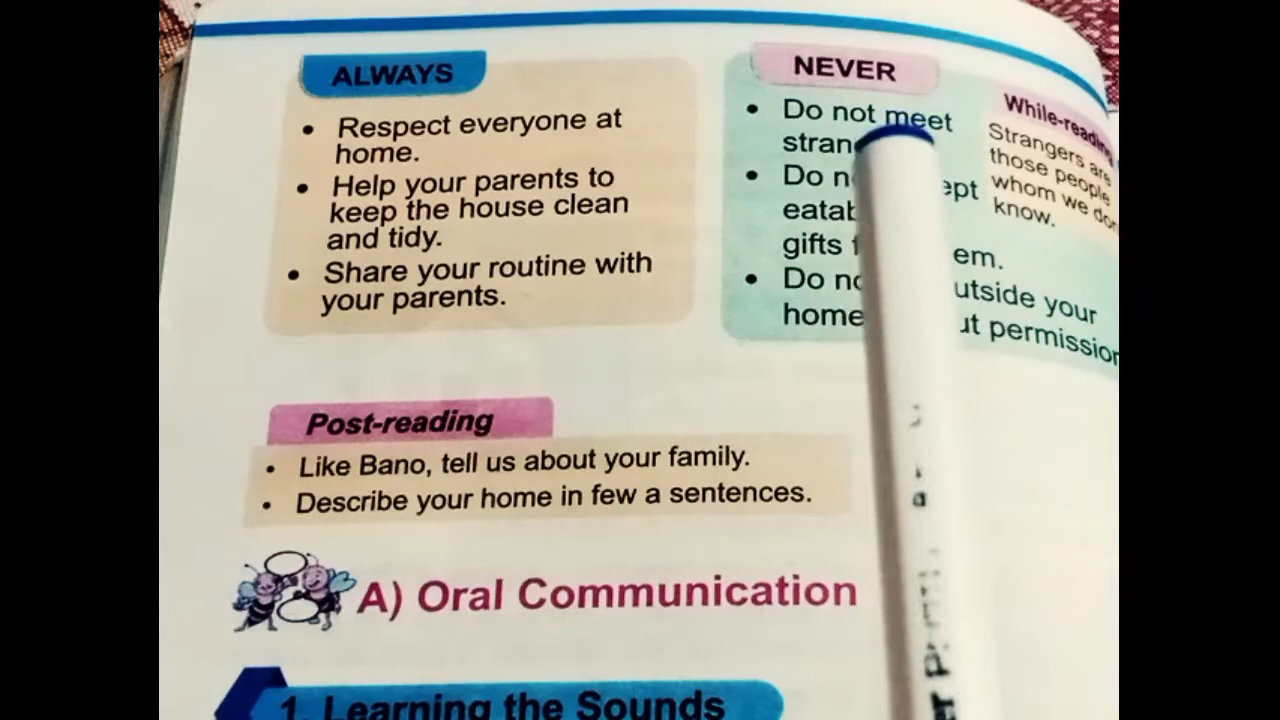 ALWAYS
• Respect everyone at
home.
• Help your parents to
keep the house clean
and tidy.
• Share your routine with
your parents.
NEVER
• Do not meet
• Do
gifts
• Do
home
utside your
permission
While-reading
Strangers are
those people
whom we
know.
Post-reading
• Like Bano, tell us about your family.
• Describe your home in few a sentences.
A) Oral Communication
1. Learning the Sounds